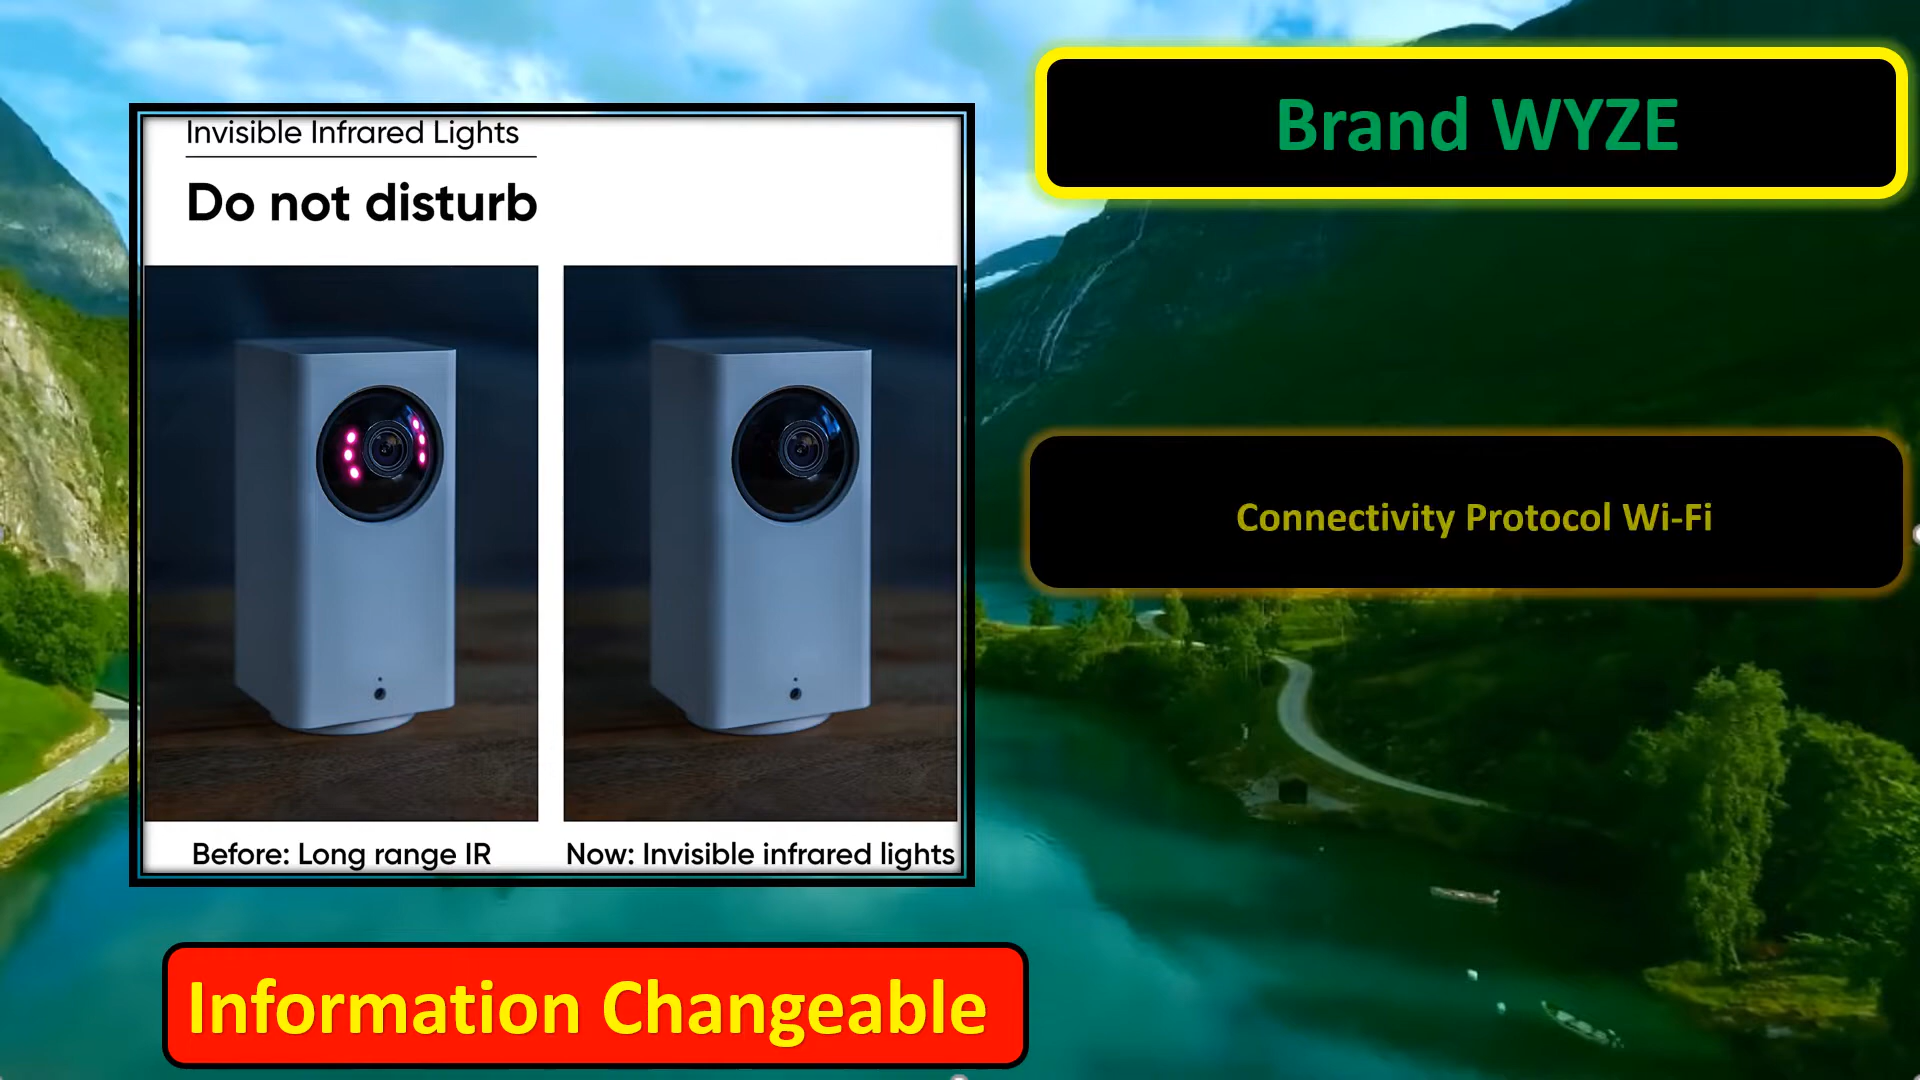 Invisible Infrared Lights
Do not disturb
Before: Long range IR
Now: Invisible infrared lights
Information Changeable
Brand WYZE
Connectivity Protocol Wi-Fi